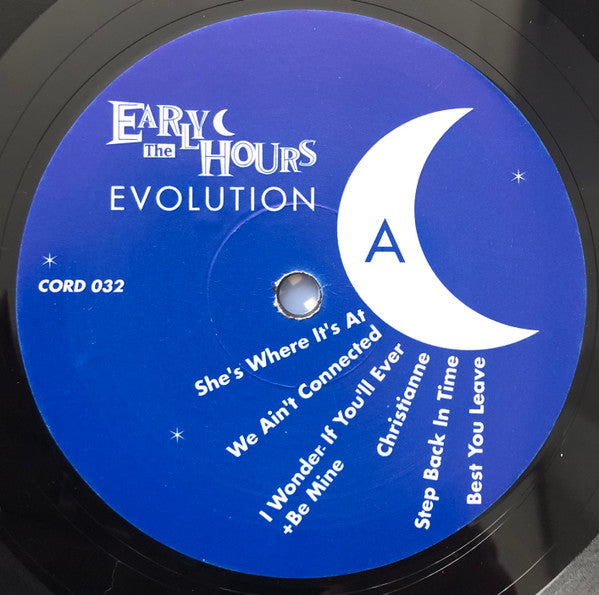 The
EARLY
HOURS
EVOLUTION
A
CORD 032
She's Where It's At
We Ain't Connected
I Wonder If You'll Ever
+Be Mine
Christianne
Step Back In Time
Best You Leave